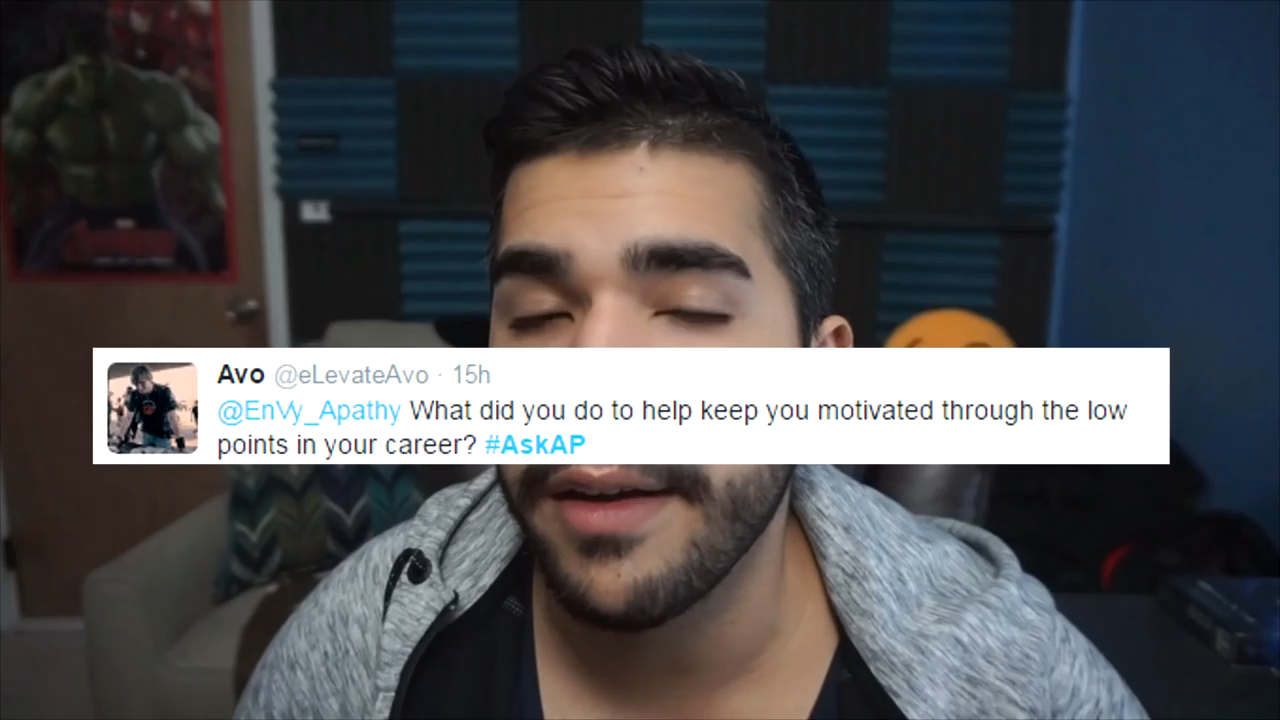 Avo @eLevateAvo · 15h
@EnVy_Apathy What did you do to help keep you motivated through the low
points in your career? #AskAP